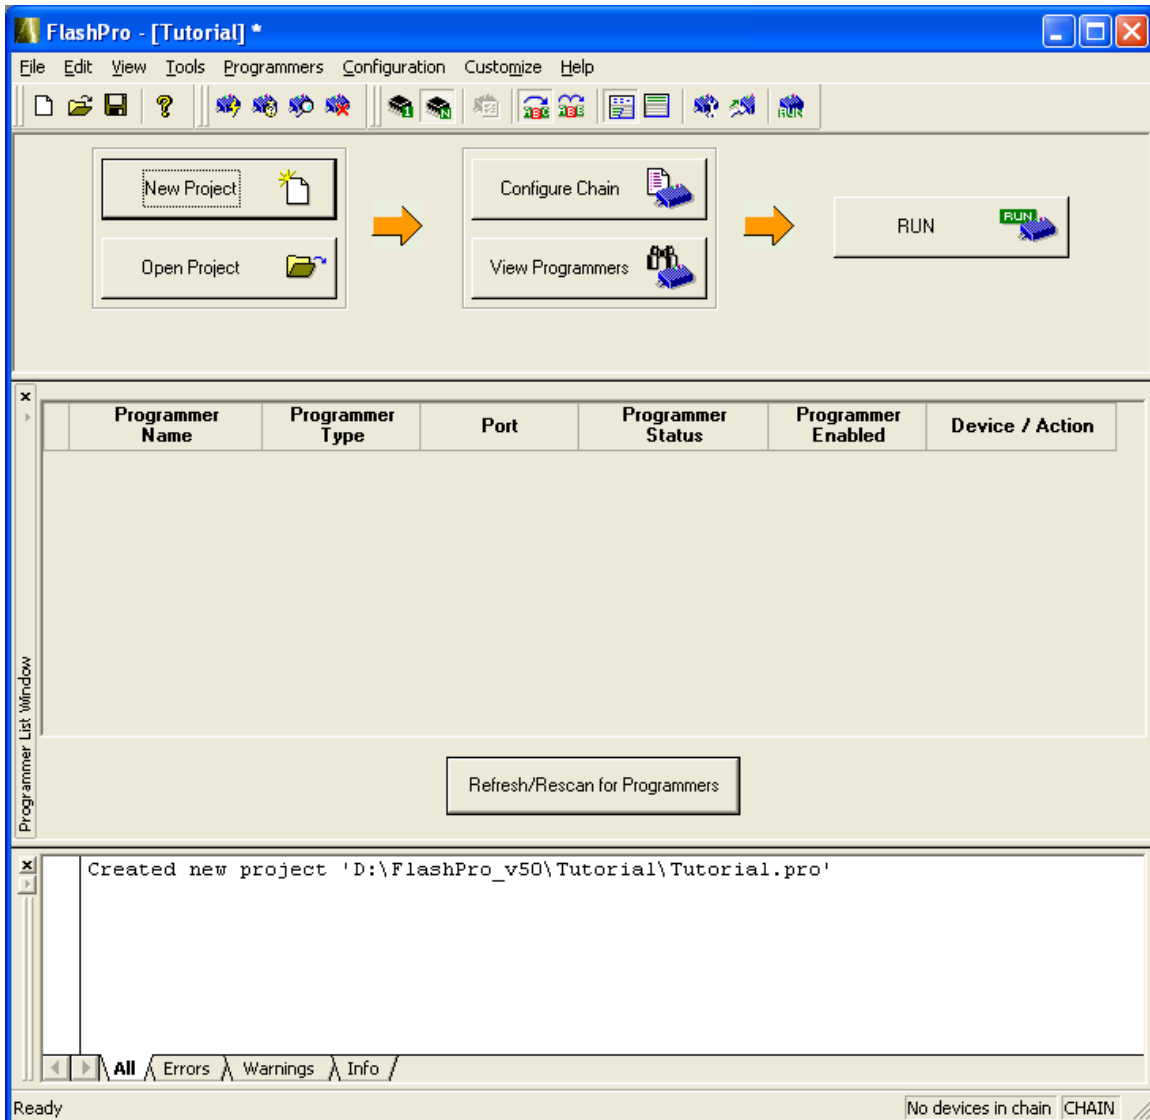 FlashPro - [Tutorial] *
File Edit View Tools Programmers Configuration Customize Help
New Project
Open Project
Configure Chain
View Programmers
RUN
RUN
Programmer List Window
Programmer Name
Programmer Type
Port
Programmer Status
Programmer Enabled
Device / Action
Refresh/Rescan for Programmers
Created new project 'D:\FlashPro_v50\Tutorial\Tutorial.pro'
All Errors Warnings Info
Ready No devices in chain CHAIN